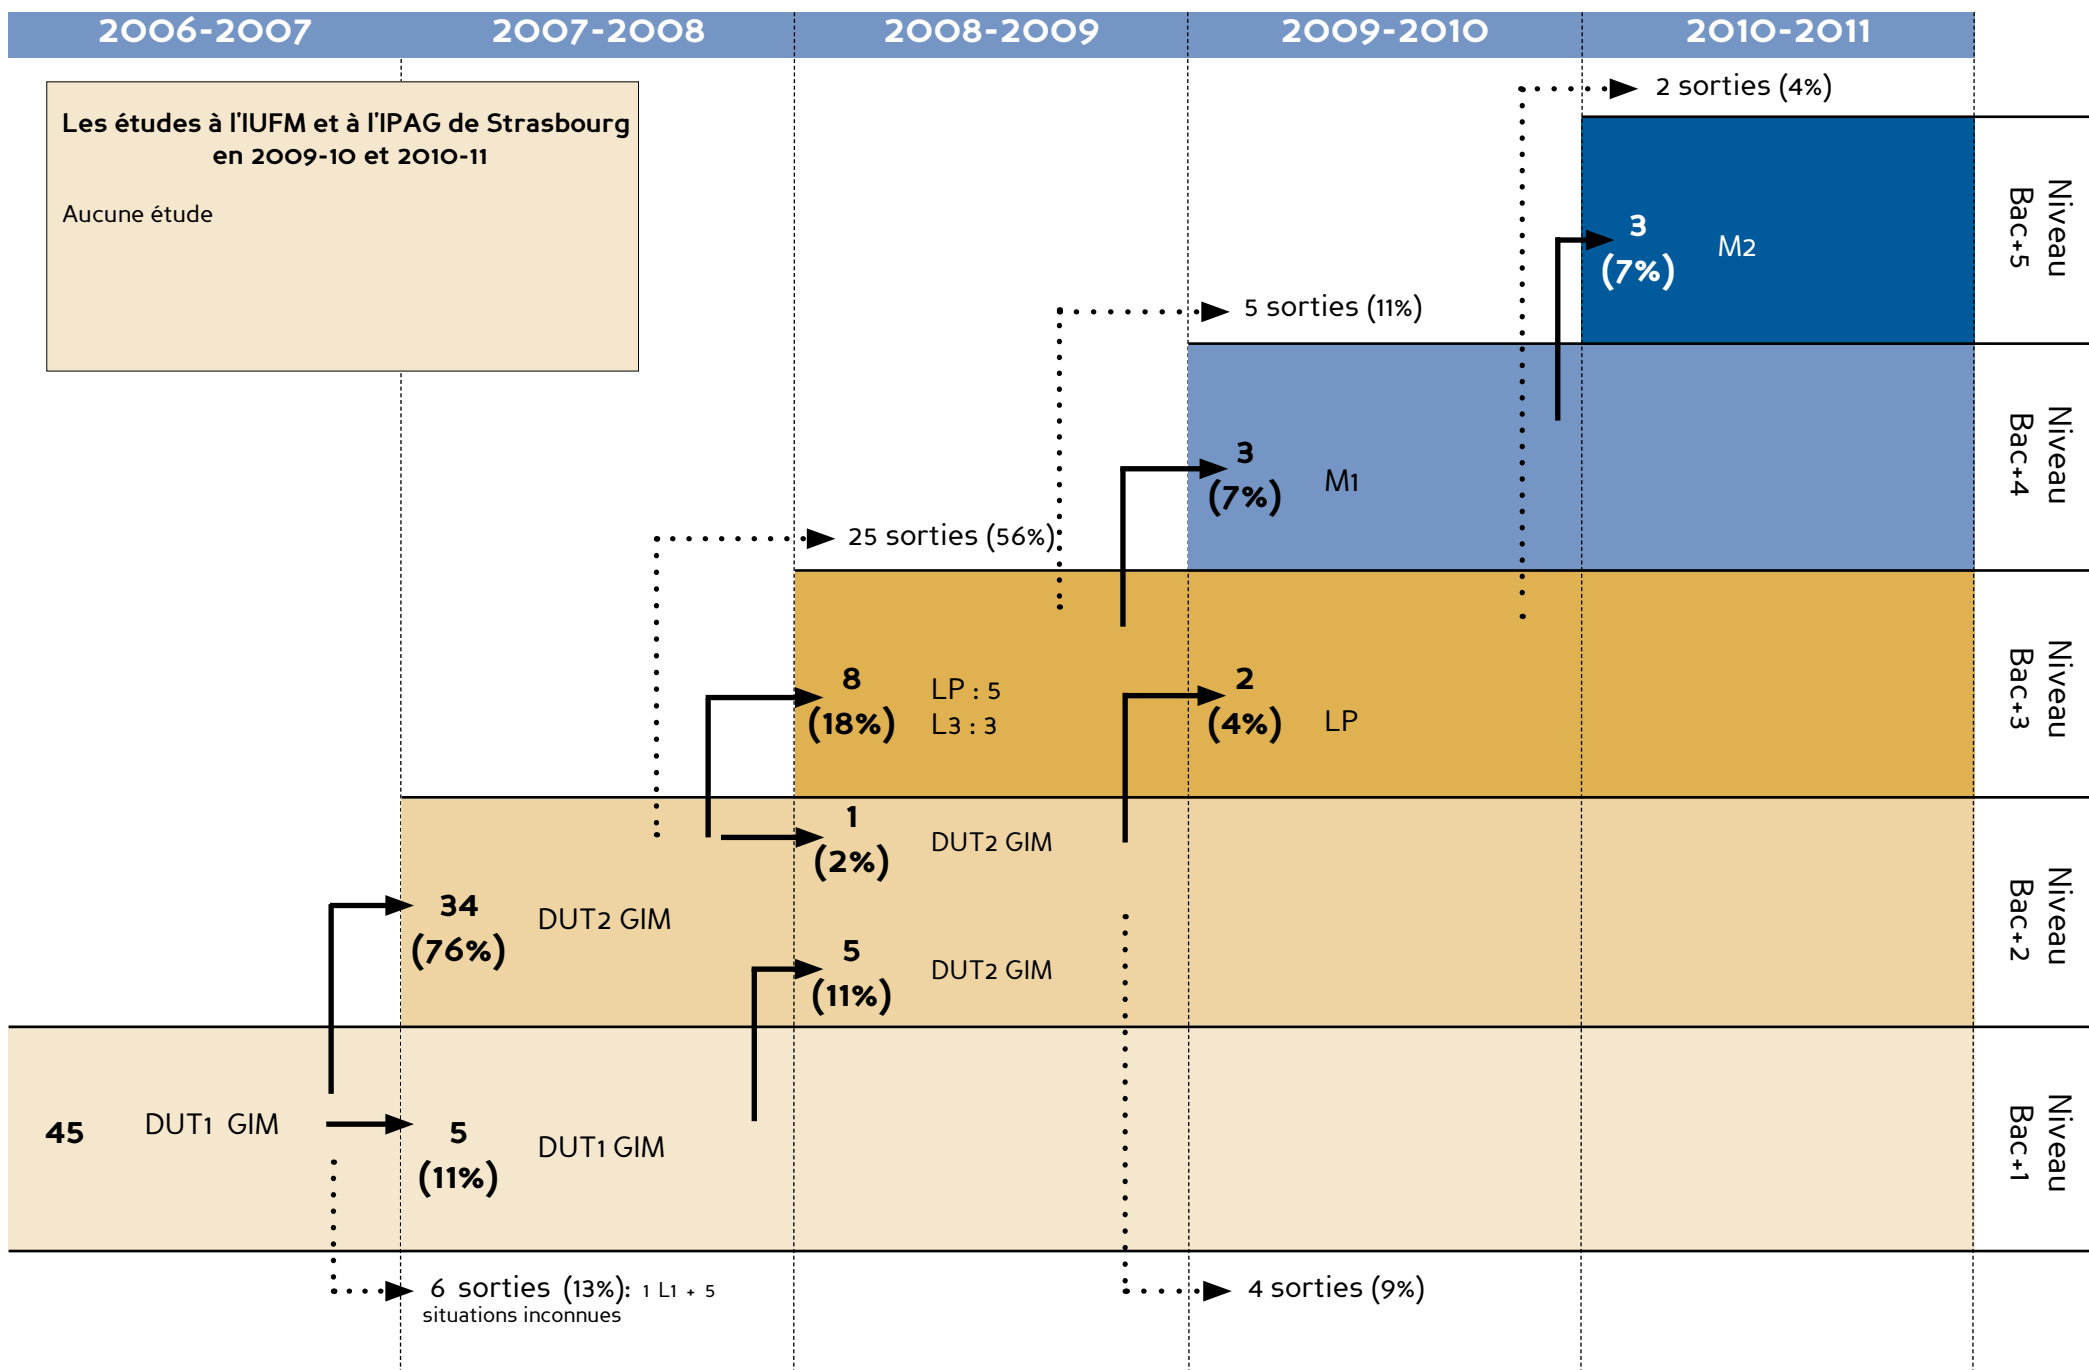 2006-2007
2007-2008
2008-2009
2009-2010
2010-2011
Les études à l'IUFM et à l'IPAG de Strasbourg
en 2009-10 et 2010-11
Aucune étude
2 sorties (4%)
3
(7%)
M2
Niveau
Bac+5
5 sorties (11%)
3
(7%)
M1
Niveau
Bac+4
25 sorties (56%)
8
(18%)
LP : 5
L3 : 3
2
(4%)
LP
Niveau
Bac+3
1
(2%)
DUT2 GIM
34
(76%)
DUT2 GIM
5
(11%)
DUT2 GIM
Niveau
Bac+2
45
DUT1 GIM
5
(11%)
DUT1 GIM
Niveau
Bac+1
6 sorties (13%): 1 L1 + 5
situations inconnues
4 sorties (9%)